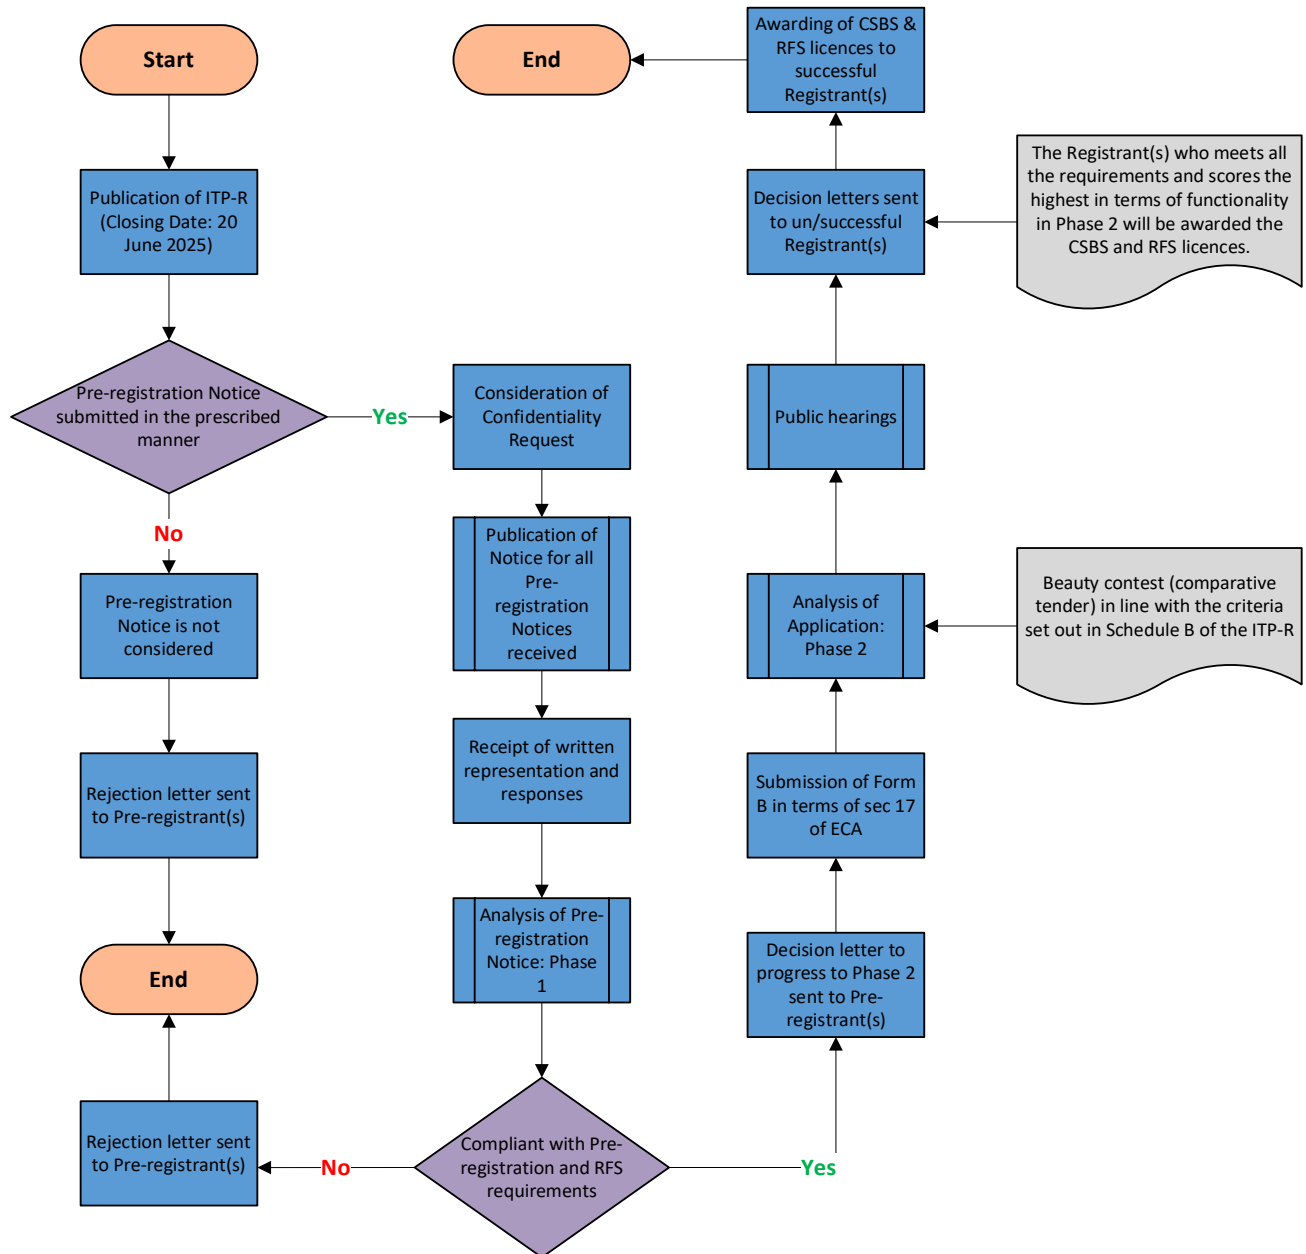 Start
Publication of ITP-R
(Closing Date: 20
June 2025)
Pre-registration Notice
submitted in the prescribed
manner
Yes
No
Pre-registration
Notice is not
considered
Rejection letter sent
to Pre-registrant(s)
End
Rejection letter sent
to Pre-registrant(s)
Consideration of
Confidentiality
Request
Publication of
Notice for all
Pre-
registration
Notices
received
Receipt of written
representation and
responses
Analysis of Pre-
registration
Notice: Phase
1
Compliant with Pre-
registration and RFS
requirements
No
Yes
Decision letter to
progress to Phase 2
sent to Pre-
registrant(s)
Submission of Form
B in terms of sec 17
of ECA
Analysis of
Application:
Phase 2
Beauty contest (comparative
tender) in line with the criteria
set out in Schedule B of the ITP-R
Public hearings
Decision letters sent
to un/successful
Registrant(s)
The Registrant(s) who meets all
the requirements and scores the
highest in terms of functionality
in Phase 2 will be awarded the
CSBS and RFS licences.
Awarding of CSBS &
RFS licences to
successful
Registrant(s)
End